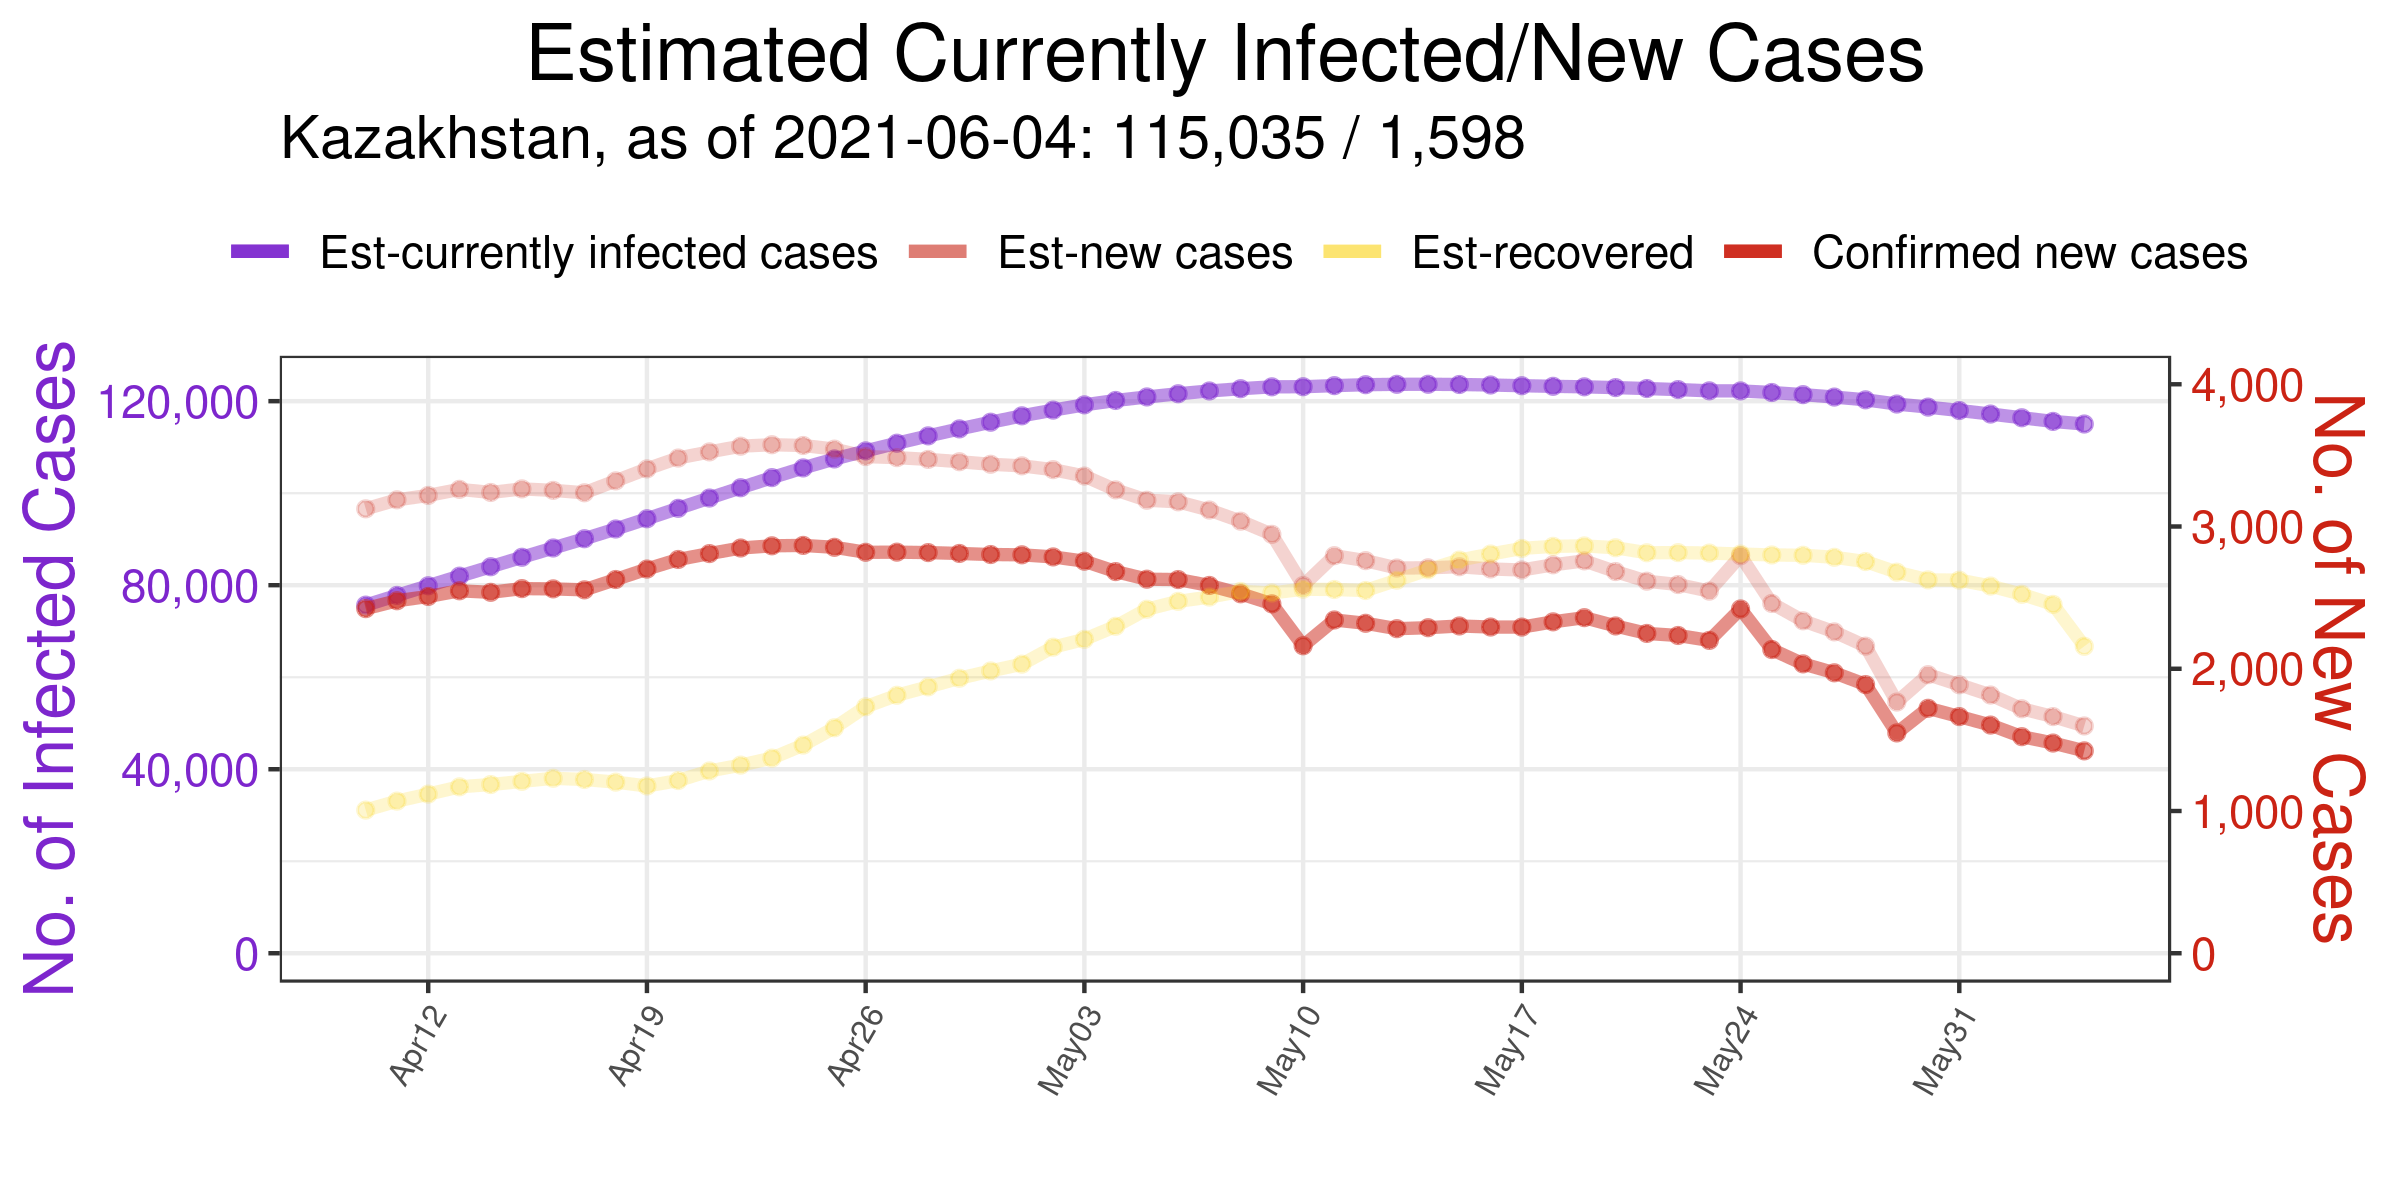 Estimated Currently Infected/New Cases
Kazakhstan, as of 2021-06-04: 115,035 / 1,598
Est-currently infected cases Est-new cases Est-recovered Confirmed new cases
No. of Infected Cases
120,000
80,000
40,000
0
4,000
3,000
2,000
1,000
0
No. of New Cases
Apr12 Apr19 Apr26 May03 May10 May17 May24 May31